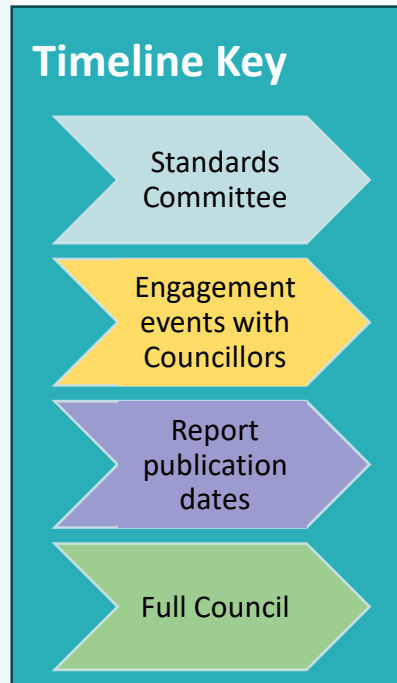 Timeline Key
Standards
Committee
Engagement
events with
Councillors
Report
publication
dates
Full Council